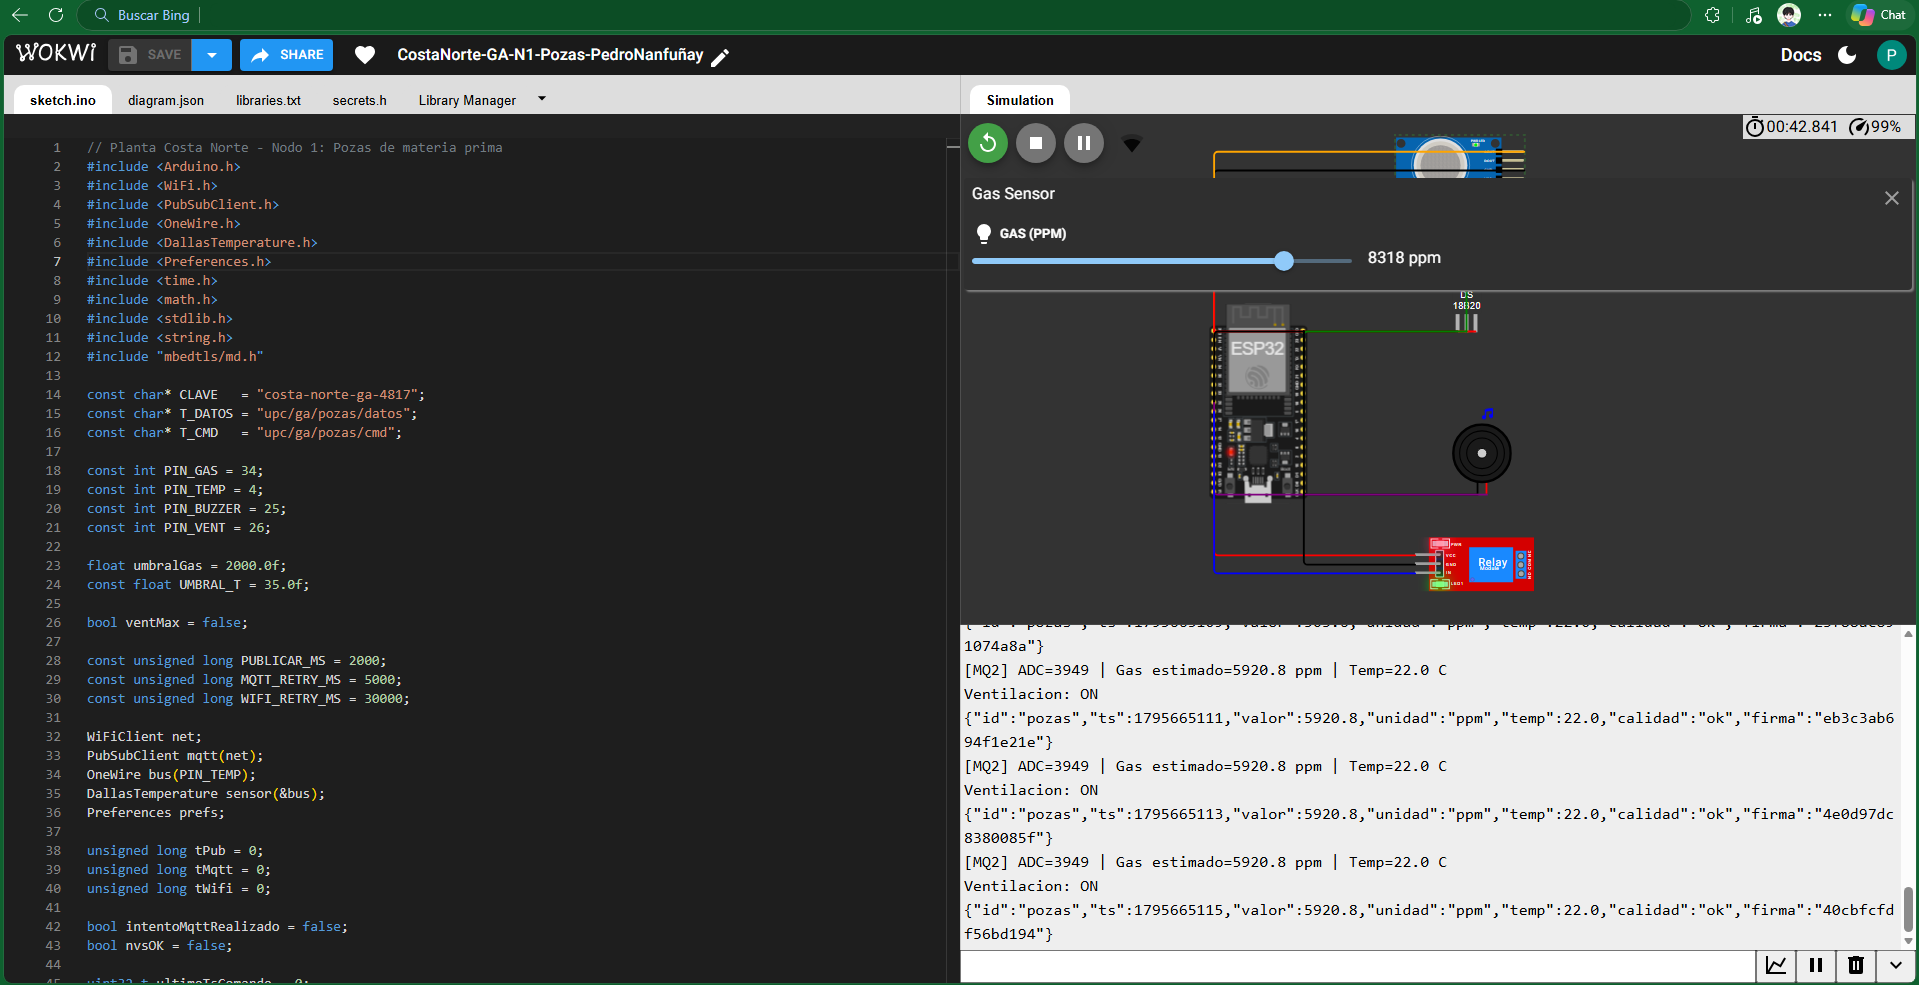 Buscar Bing
Chat
WOKWI
SAVE
SHARE
CostaNorte-GA-N1-Pozas-PedroNanfuñay
Docs
P
sketch.ino
diagram.json
libraries.txt
secrets.h
Library Manager
1 // Planta Costa Norte - Nodo 1: Pozas de materia prima
2 #include <Arduino.h>
3 #include <WiFi.h>
4 #include <PubSubClient.h>
5 #include <OneWire.h>
6 #include <DallasTemperature.h>
7 #include <Preferences.h>
8 #include <time.h>
9 #include <math.h>
10 #include <stdlib.h>
11 #include <string.h>
12 #include "mbedtls/md.h"
13
14 const char* CLAVE   = "costa-norte-ga-4817";
15 const char* T_DATOS = "upc/ga/pozas/datos";
16 const char* T_CMD   = "upc/ga/pozas/cmd";
17
18 const int PIN_GAS = 34;
19 const int PIN_TEMP = 4;
20 const int PIN_BUZZER = 25;
21 const int PIN_VENT = 26;
22
23 float umbralGas = 2000.0f;
24 const float UMBRAL_T = 35.0f;
25
26 bool ventMax = false;
27
28 const unsigned long PUBLICAR_MS = 2000;
29 const unsigned long MQTT_RETRY_MS = 5000;
30 const unsigned long WIFI_RETRY_MS = 30000;
31
32 WiFiClient net;
33 PubSubClient mqtt(net);
34 OneWire bus(PIN_TEMP);
35 DallasTemperature sensor(&bus);
36 Preferences prefs;
37
38 unsigned long tPub = 0;
39 unsigned long tMqtt = 0;
40 unsigned long tWifi = 0;
41
42 bool intentoMqttRealizado = false;
43 bool nvsOK = false;
44
45 uint32_t ultimoTsComando = 0;
Simulation
00:42.841
99%
Gas Sensor
GAS (PPM)
8318 ppm
DS
18B20
ESP32
PWR
VCC
GND
IN
LED1
Relay
Module
1074a8a"}
[MQ2] ADC=3949 | Gas estimado=5920.8 ppm | Temp=22.0 C
Ventilacion: ON
{"id":"pozas","ts":1795665111,"valor":5920.8,"unidad":"ppm","temp":22.0,"calidad":"ok","firma":"eb3c3ab6
94f1e21e"}
[MQ2] ADC=3949 | Gas estimado=5920.8 ppm | Temp=22.0 C
Ventilacion: ON
{"id":"pozas","ts":1795665113,"valor":5920.8,"unidad":"ppm","temp":22.0,"calidad":"ok","firma":"4e0d97dc
8380085f"}
[MQ2] ADC=3949 | Gas estimado=5920.8 ppm | Temp=22.0 C
Ventilacion: ON
{"id":"pozas","ts":1795665115,"valor":5920.8,"unidad":"ppm","temp":22.0,"calidad":"ok","firma":"40cbfcfd
f56bd194"}